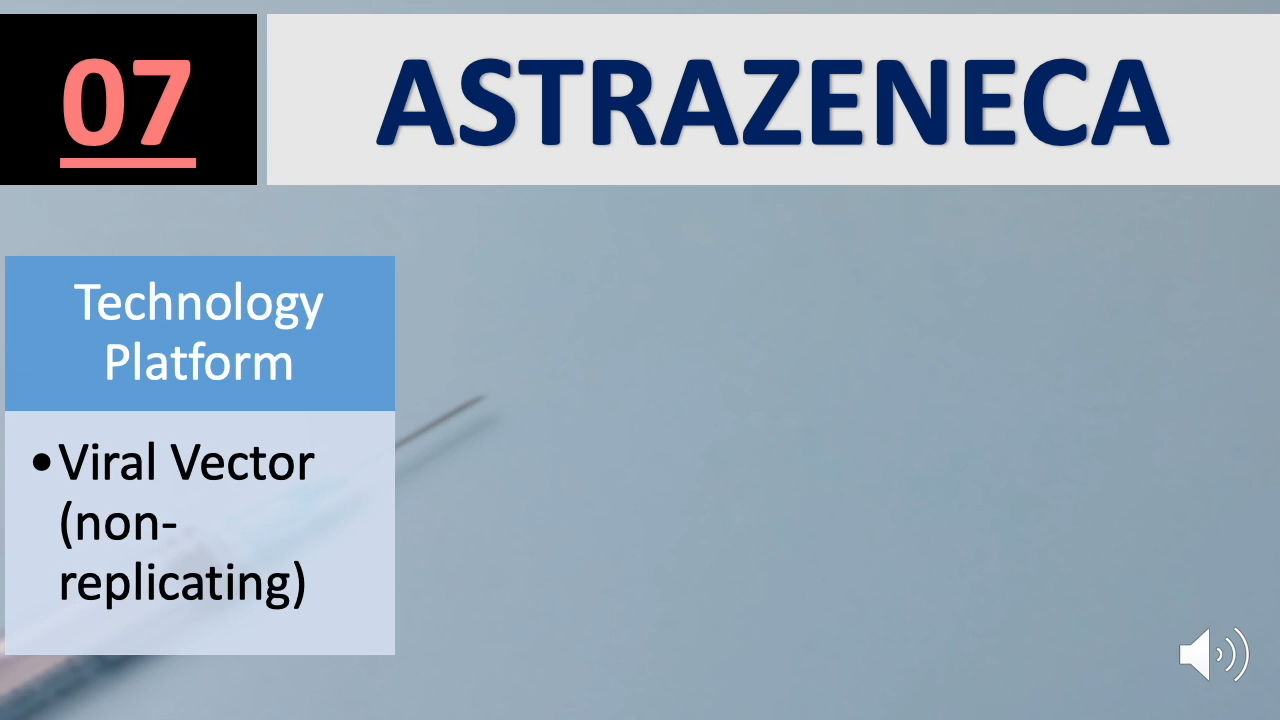 07
ASTRAZENECA
Technology
Platform
•Viral Vector
(non-
replicating)